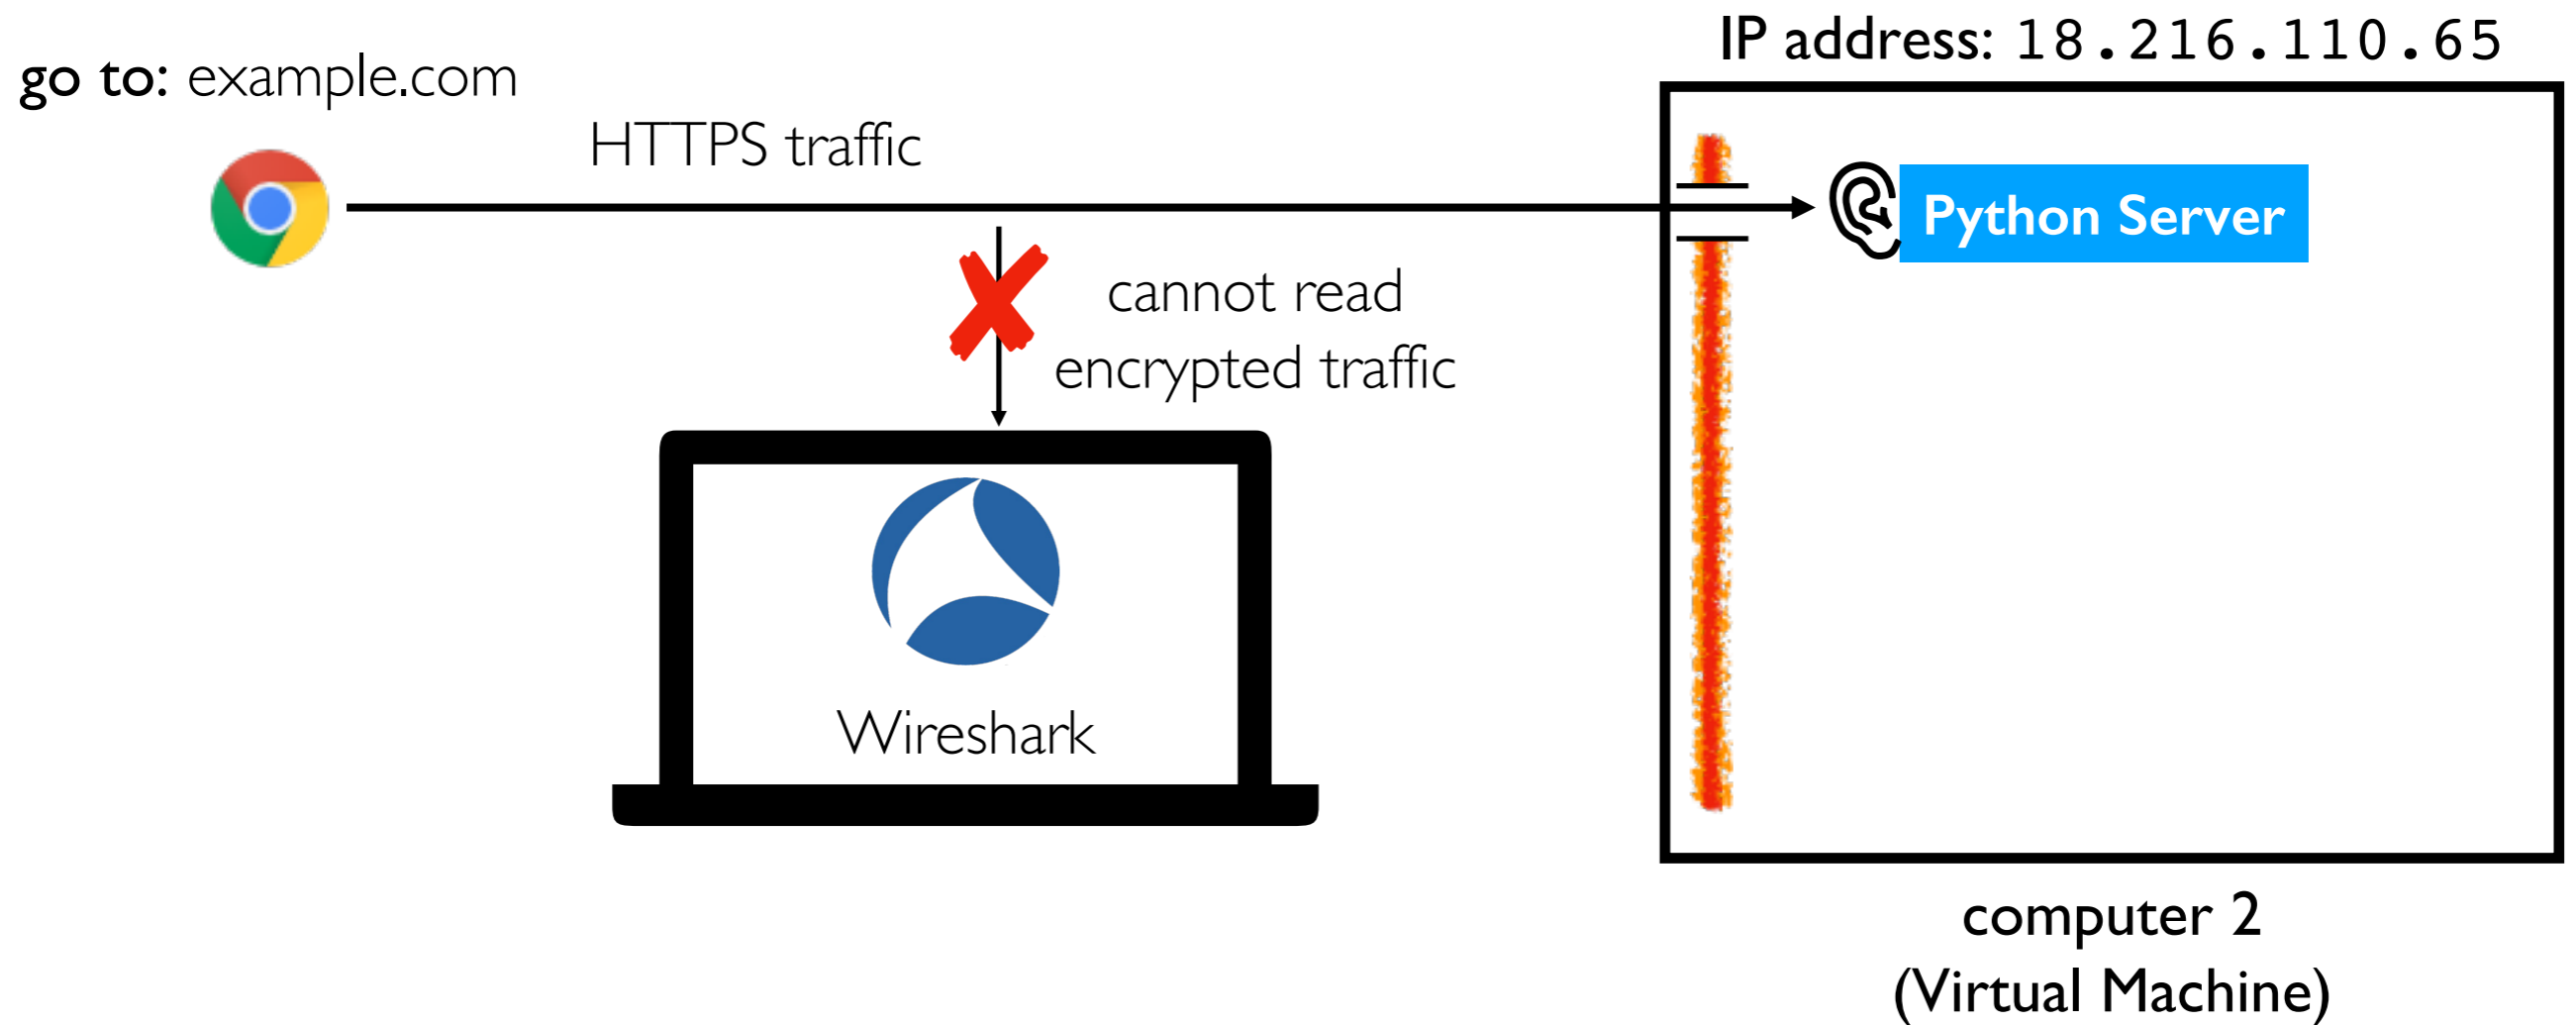 IP address: 18.216.110.65
go to: example.com
HTTPS traffic
Python Server
cannot read
encrypted traffic
Wireshark
computer 2
(Virtual Machine)